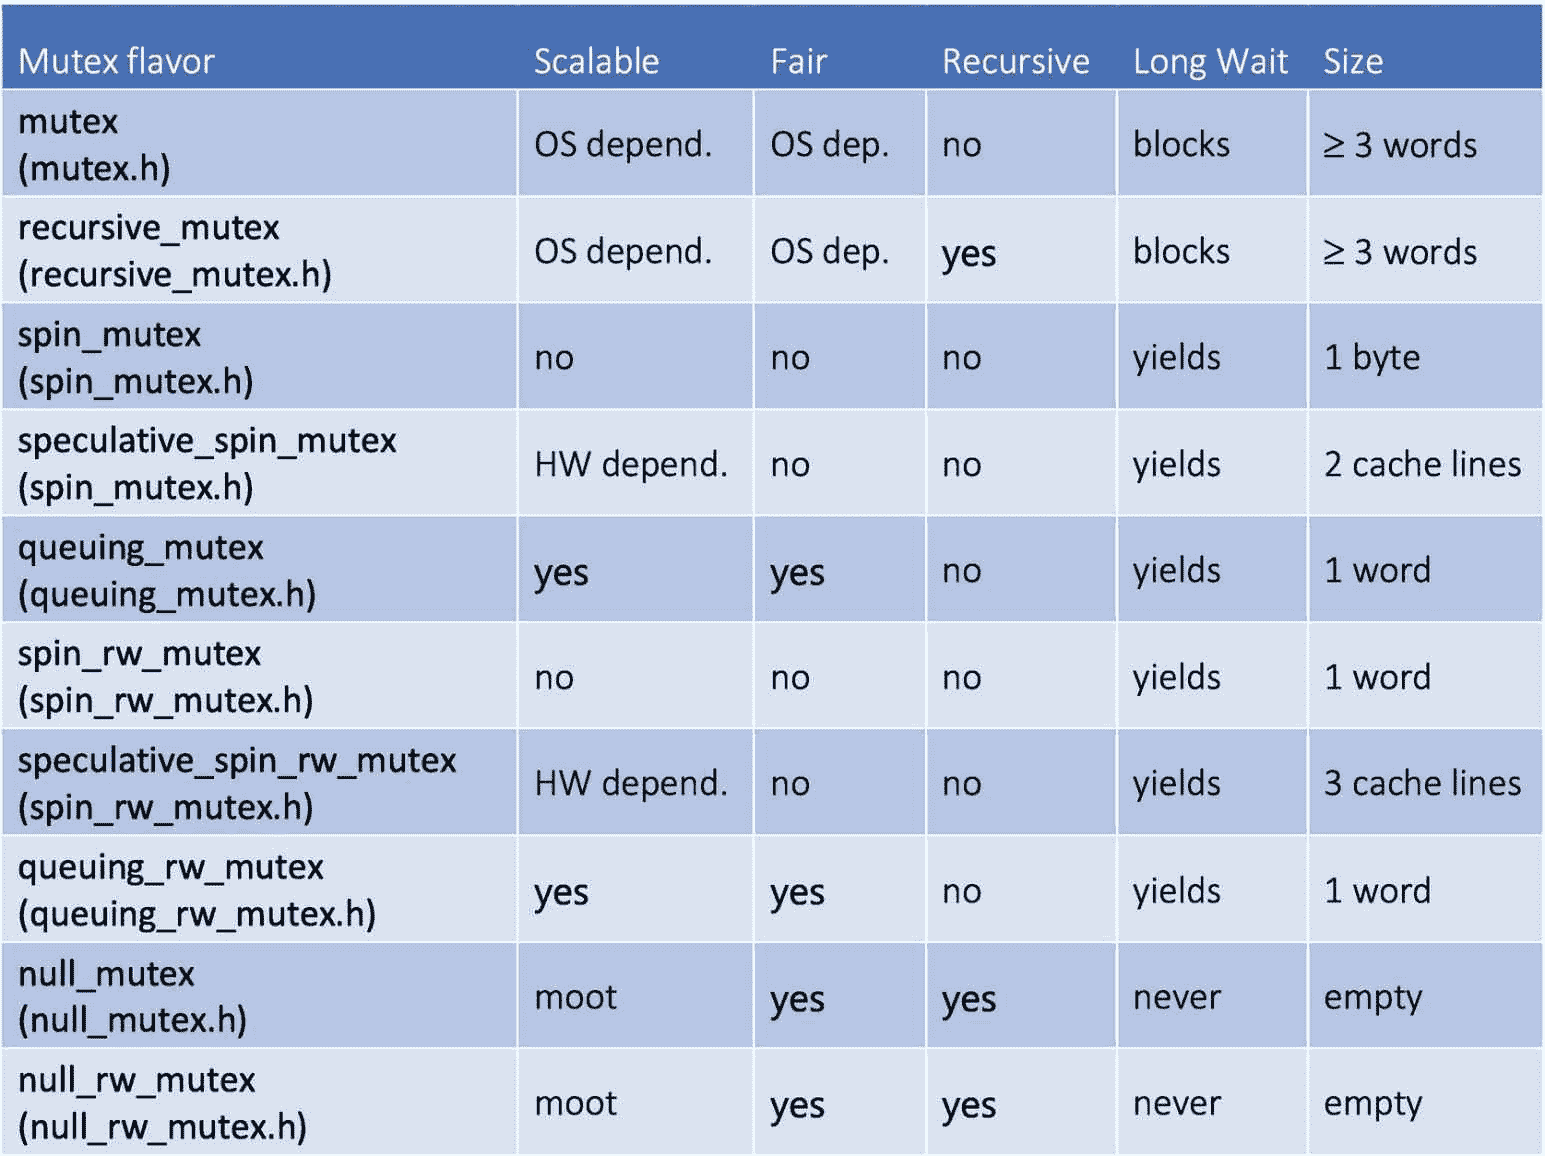 Mutex flavor Scalable Fair Recursive Long Wait Size
mutex
(mutex.h) OS depend. OS dep. no blocks ≥ 3 words
recursive_mutex
(recursive_mutex.h) OS depend. OS dep. yes blocks ≥ 3 words
spin_mutex
(spin_mutex.h) no no no yields 1 byte
speculative_spin_mutex
(spin_mutex.h) HW depend. no no yields 2 cache lines
queuing_mutex
(queuing_mutex.h) yes yes no yields 1 word
spin_rw_mutex
(spin_rw_mutex.h) no no no yields 1 word
speculative_spin_rw_mutex
(spin_rw_mutex.h) HW depend. no no yields 3 cache lines
queuing_rw_mutex
(queuing_rw_mutex.h) yes yes no yields 1 word
null_mutex
(null_mutex.h) moot yes yes never empty
null_rw_mutex
(null_rw_mutex.h) moot yes yes never empty